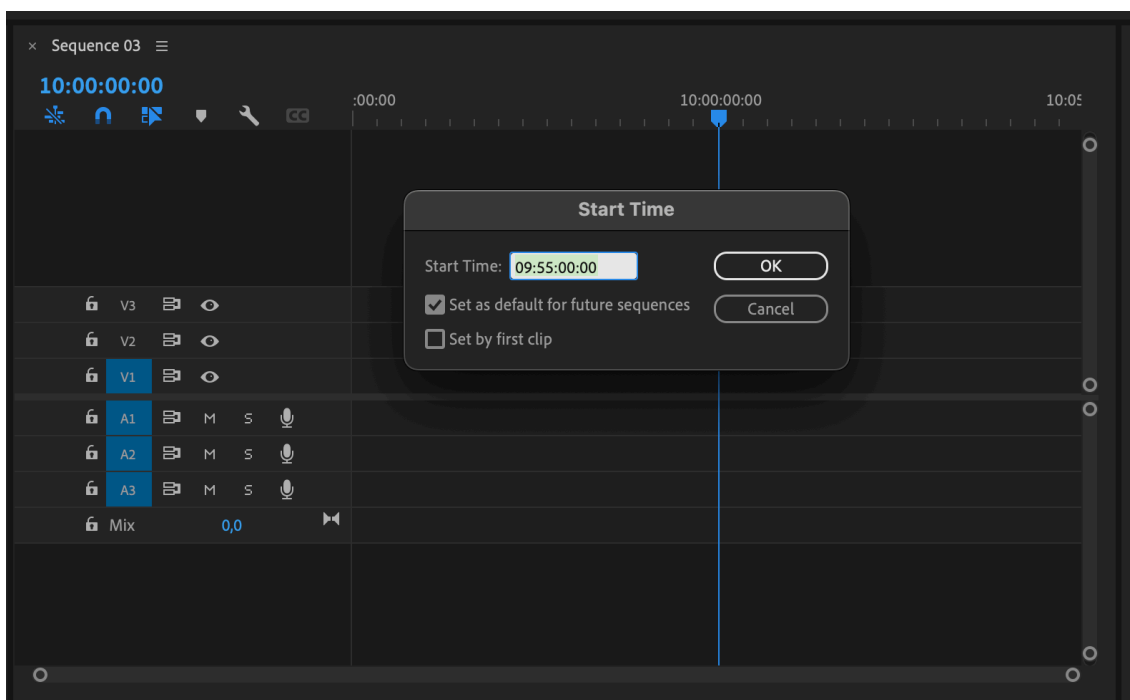 × Sequence 03
10:00:00:00
CC
:00:00 10:00:00:00 10:05
Start Time
Start Time: 09:55:00:00 OK
Set as default for future sequences Cancel
Set by first clip
V3
V2
V1
A1 M S
A2 M S
A3 M S
Mix 0,0